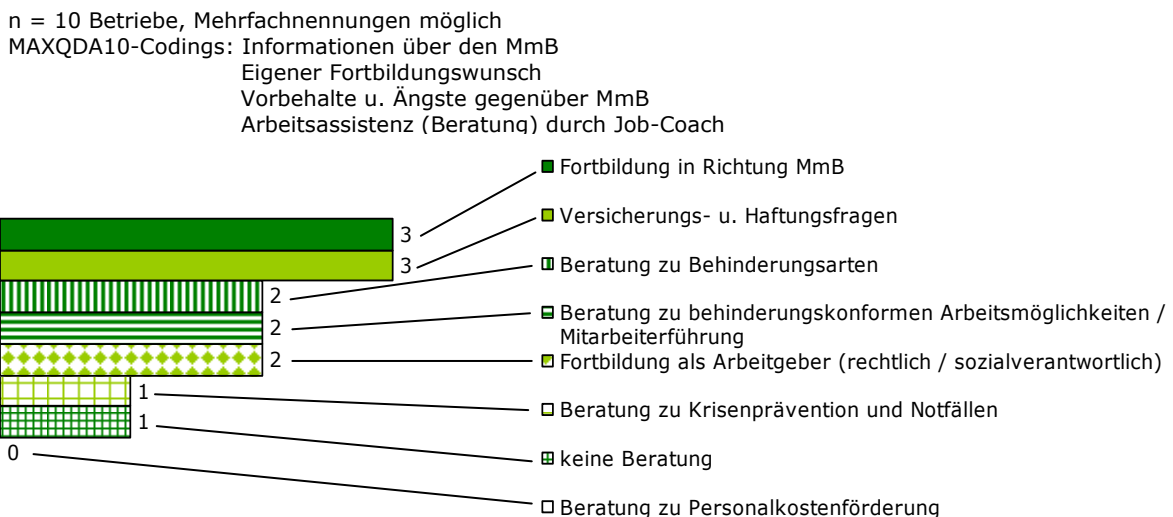 n = 10 Betriebe, Mehrfachnennungen möglich
MAXQDA10-Codings: Informationen über den MmB
Eigener Fortbildungswunsch
Vorbehalte u. Ängste gegenüber MmB
Arbeitsassistenz (Beratung) durch Job-Coach
Fortbildung in Richtung MmB
3
Versicherungs- u. Haftungsfragen
3
Beratung zu Behinderungsarten
2
Beratung zu behinderungskonformen Arbeitsmöglichkeiten /
Mitarbeiterführung
2
Fortbildung als Arbeitgeber (rechtlich / sozialverantwortlich)
2
Beratung zu Krisenprävention und Notfällen
1
keine Beratung
1
Beratung zu Personalkostenförderung
0